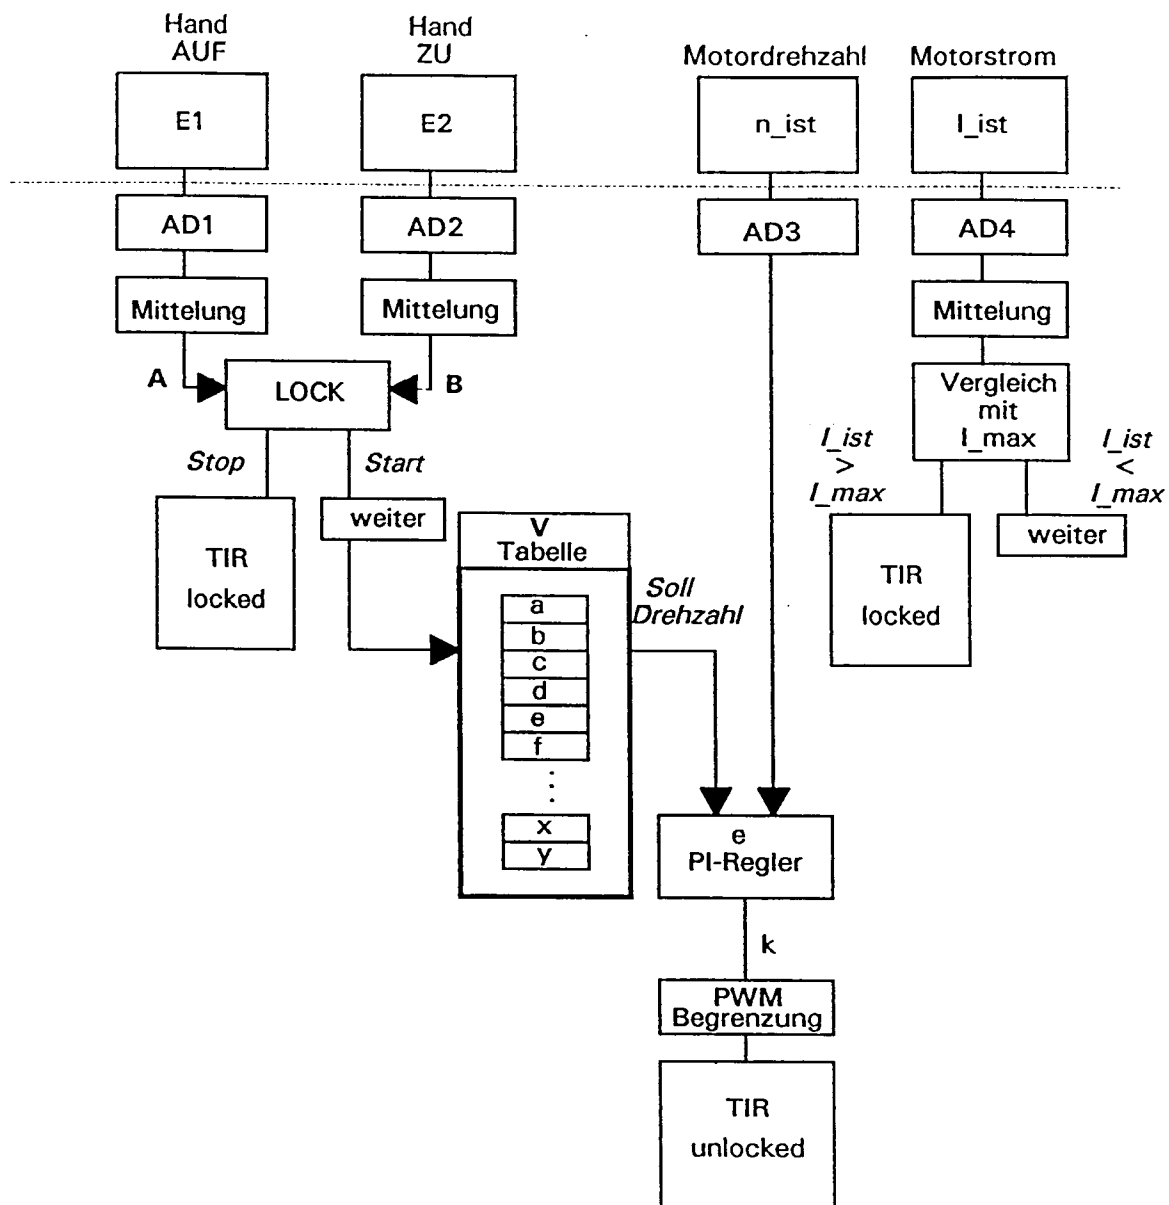 Hand
AUF
Hand
ZU
Motordrehzahl
Motorstrom
E1
E2
n_ist
I_ist
AD1
AD2
AD3
AD4
Mittelung
Mittelung
Mittelung
A
LOCK
B
Vergleich
mit
I_max
I_ist
>
I_max
I_ist
<
I_max
Stop
Start
TIR
locked
weiter
V
Tabelle
a
b
c
d
e
f
x
y
Soll
Drehzahl
TIR
locked
weiter
e
PI-Regler
k
PWM
Begrenzung
TIR
unlocked